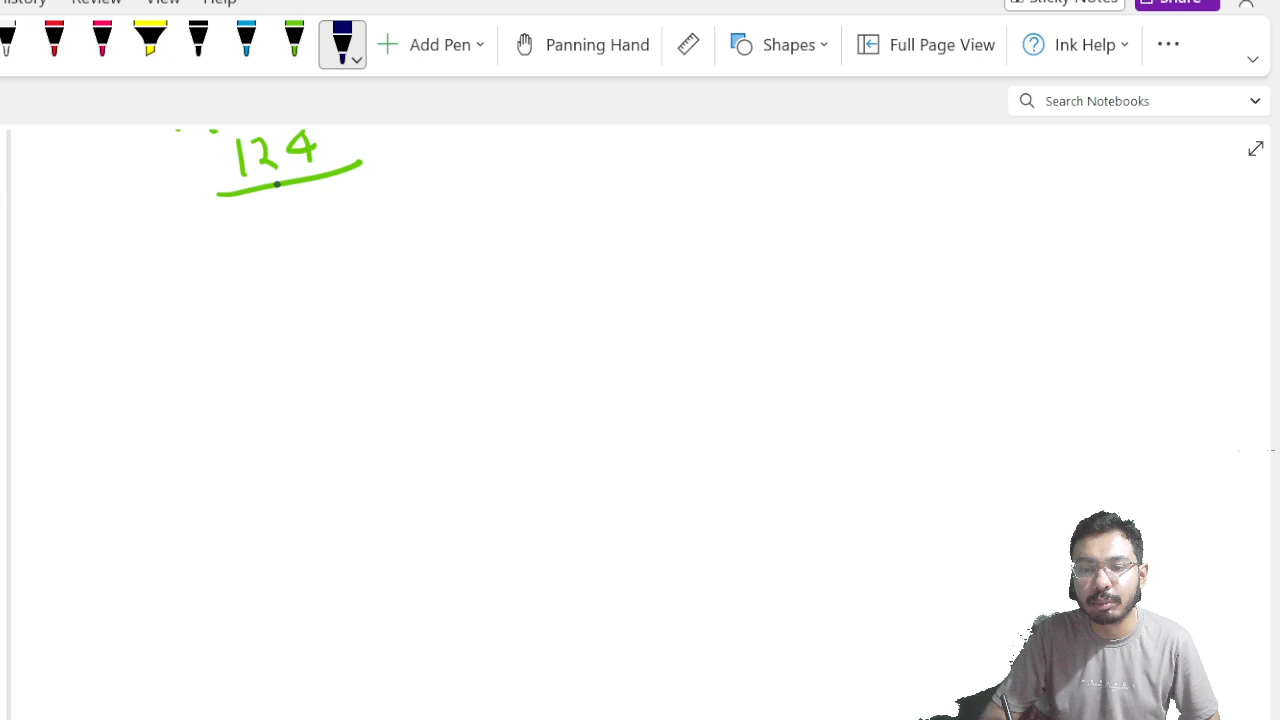 History Review View Help Sticky Notes Share
Add Pen Panning Hand Shapes Full Page View Ink Help
Search Notebooks
124